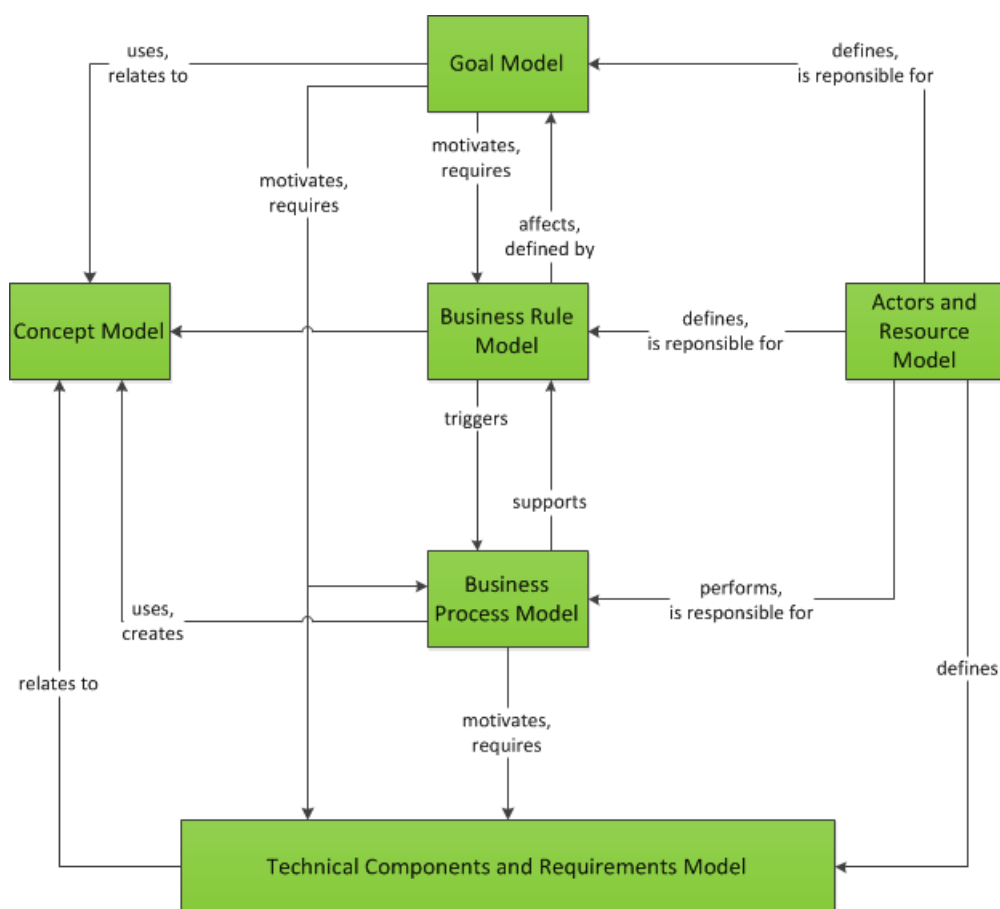 uses,
relates to
Goal Model
defines,
is reponsible for
motivates,
requires
motivates,
requires
affects,
defined by
Concept Model
Business Rule
Model
defines,
is reponsible for
Actors and
Resource
Model
triggers
supports
Business
Process Model
performs,
is responsible for
uses,
creates
relates to
defines
motivates,
requires
Technical Components and Requirements Model